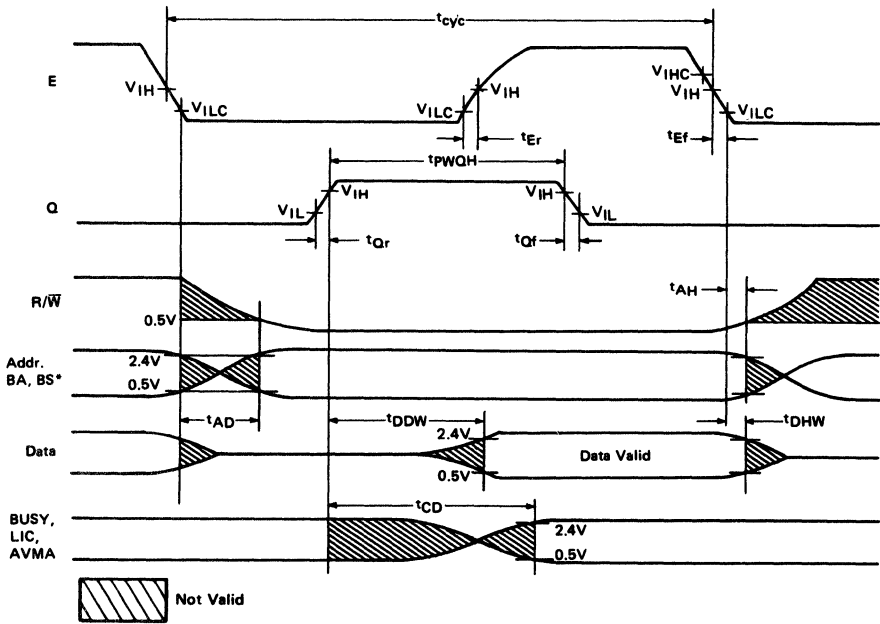 tcyc
E
VIH
VILC
VILC
VIH
tEr
VIHC
VIH
VILC
tEf
tPWQH
Q
VIL
VIH
tQr
VIH
VIL
tQf
R/W̅
0.5V
tAH
Addr.
BA, BS*
2.4V
0.5V
tAD
tDDW
tDHW
Data
2.4V
0.5V
Data Valid
tCD
BUSY,
LIC,
AVMA
2.4V
0.5V
Not Valid